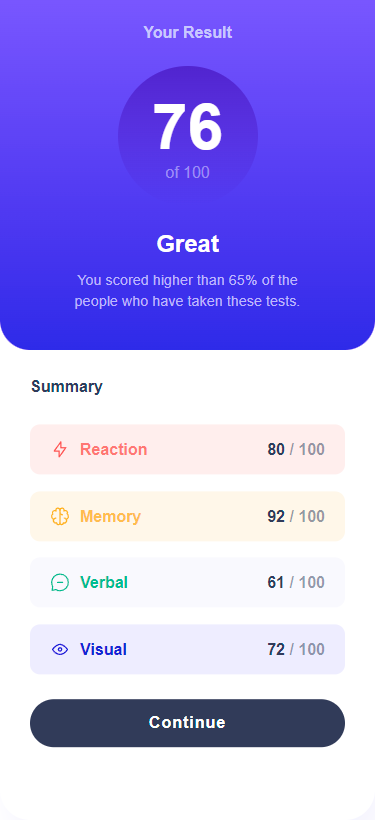 Your Result
76
of 100
Great
You scored higher than 65% of the
people who have taken these tests.
Summary
Reaction 80 / 100
Memory 92 / 100
Verbal 61 / 100
Visual 72 / 100
Continue